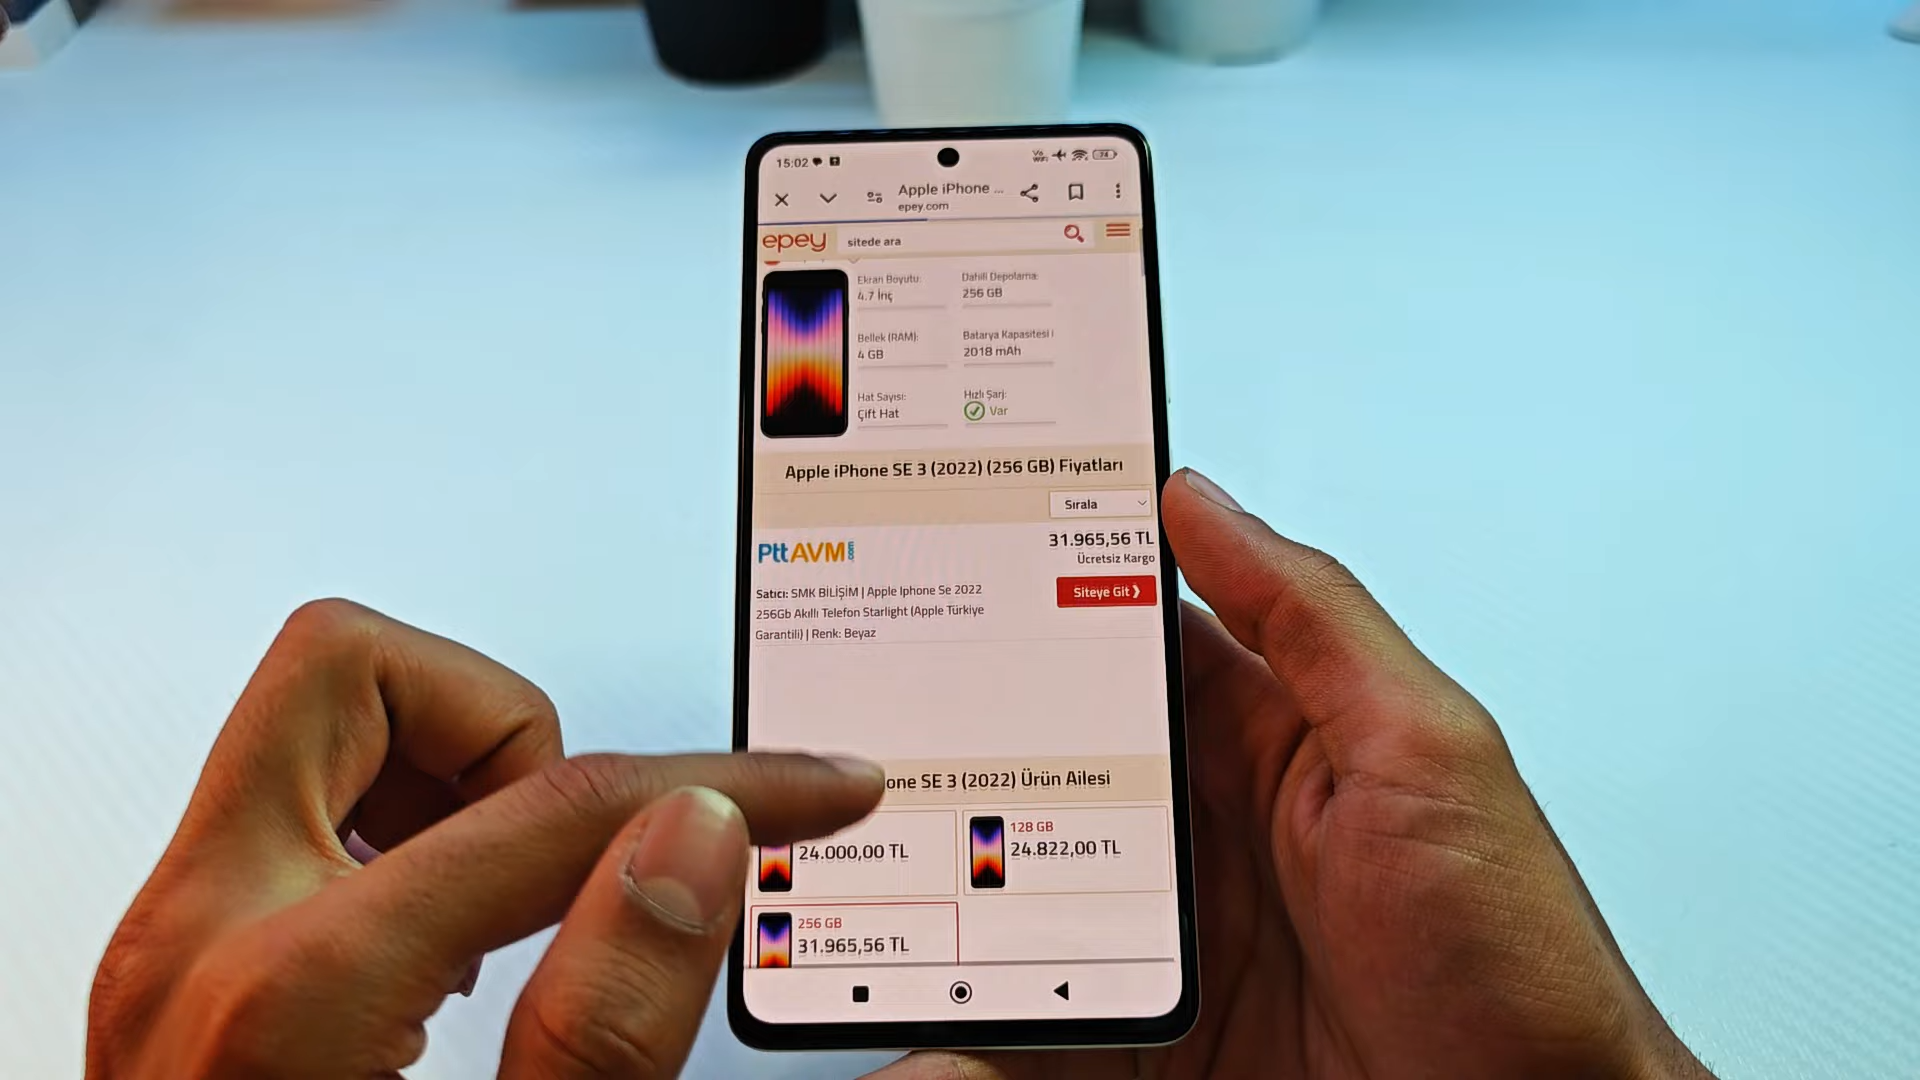 15:02
Vo WiFi
74
Apple iPhone ...
epey.com
epey
sitede ara
Ekran Boyutu:
4.7 İnç
Dahili Depolama:
256 GB
Bellek (RAM):
4 GB
Batarya Kapasitesi
2018 mAh
Hat Sayısı:
Çift Hat
Hızlı Şarj:
Var
Apple iPhone SE 3 (2022) (256 GB) Fiyatları
Sırala
PttAVM.com
31.965,56 TL
Ücretsiz Kargo
Satıcı: SMK BİLİŞİM | Apple Iphone Se 2022
256Gb Akıllı Telefon Starlight (Apple Türkiye
Garantili) | Renk: Beyaz
Siteye Git ❯
one SE 3 (2022) Ürün Ailesi
24.000,00 TL
128 GB
24.822,00 TL
256 GB
31.965,56 TL